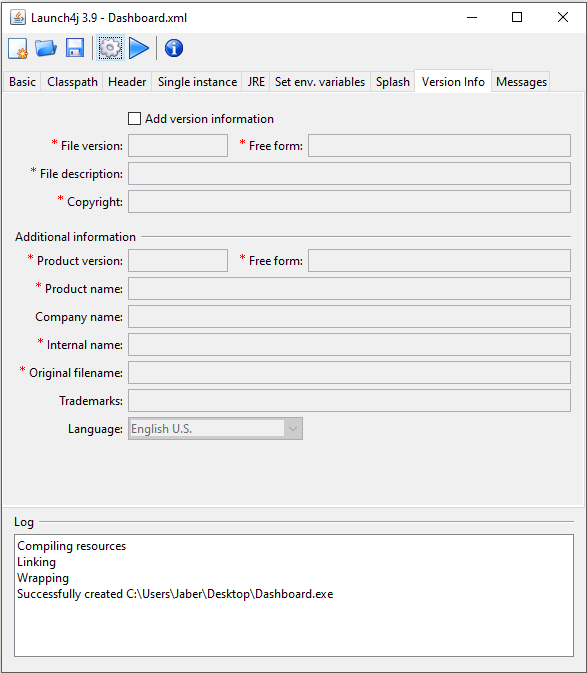 Launch4j 3.9 - Dashboard.xml
Basic Classpath Header Single instance JRE Set env. variables Splash Version Info Messages
Add version information
* File version: * Free form:
* File description:
* Copyright:
Additional information
* Product version: * Free form:
* Product name:
Company name:
* Internal name:
* Original filename:
Trademarks:
Language: English U.S.
Log
Compiling resources
Linking
Wrapping
Successfully created C:\Users\Jaber\Desktop\Dashboard.exe